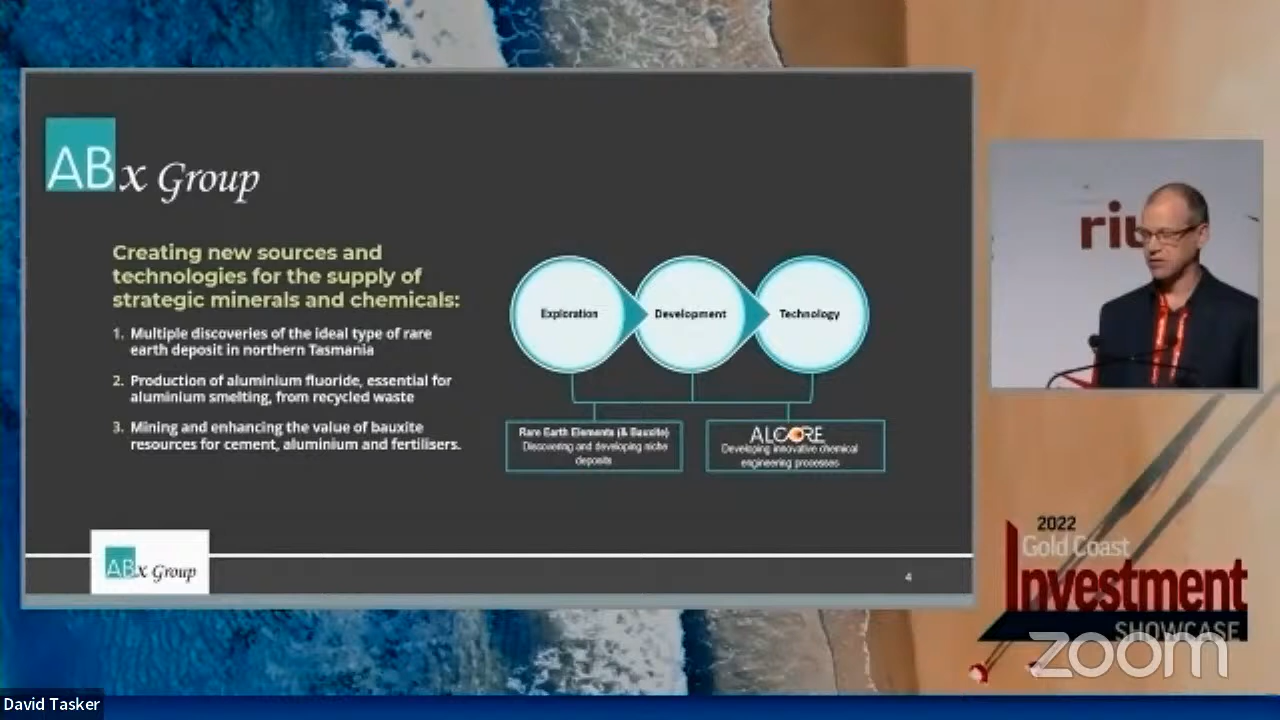 ABx Group
Creating new sources and
technologies for the supply of
strategic minerals and chemicals:
1. Multiple discoveries of the ideal type of rare
earth deposit in northern Tasmania
2. Production of aluminium fluoride, essential for
aluminium smelting, from recycled waste
3. Mining and enhancing the value of bauxite
resources for cement, aluminium and fertilisers.
Exploration
Development
Technology
Rare Earth Elements (& Bauxite)
Discovering and developing niche
deposits
ALCORE
Developing innovative chemical
engineering processes
ABx Group
4
2022
Gold Coast
Investment
SHOWCASE
zoom
David Tasker